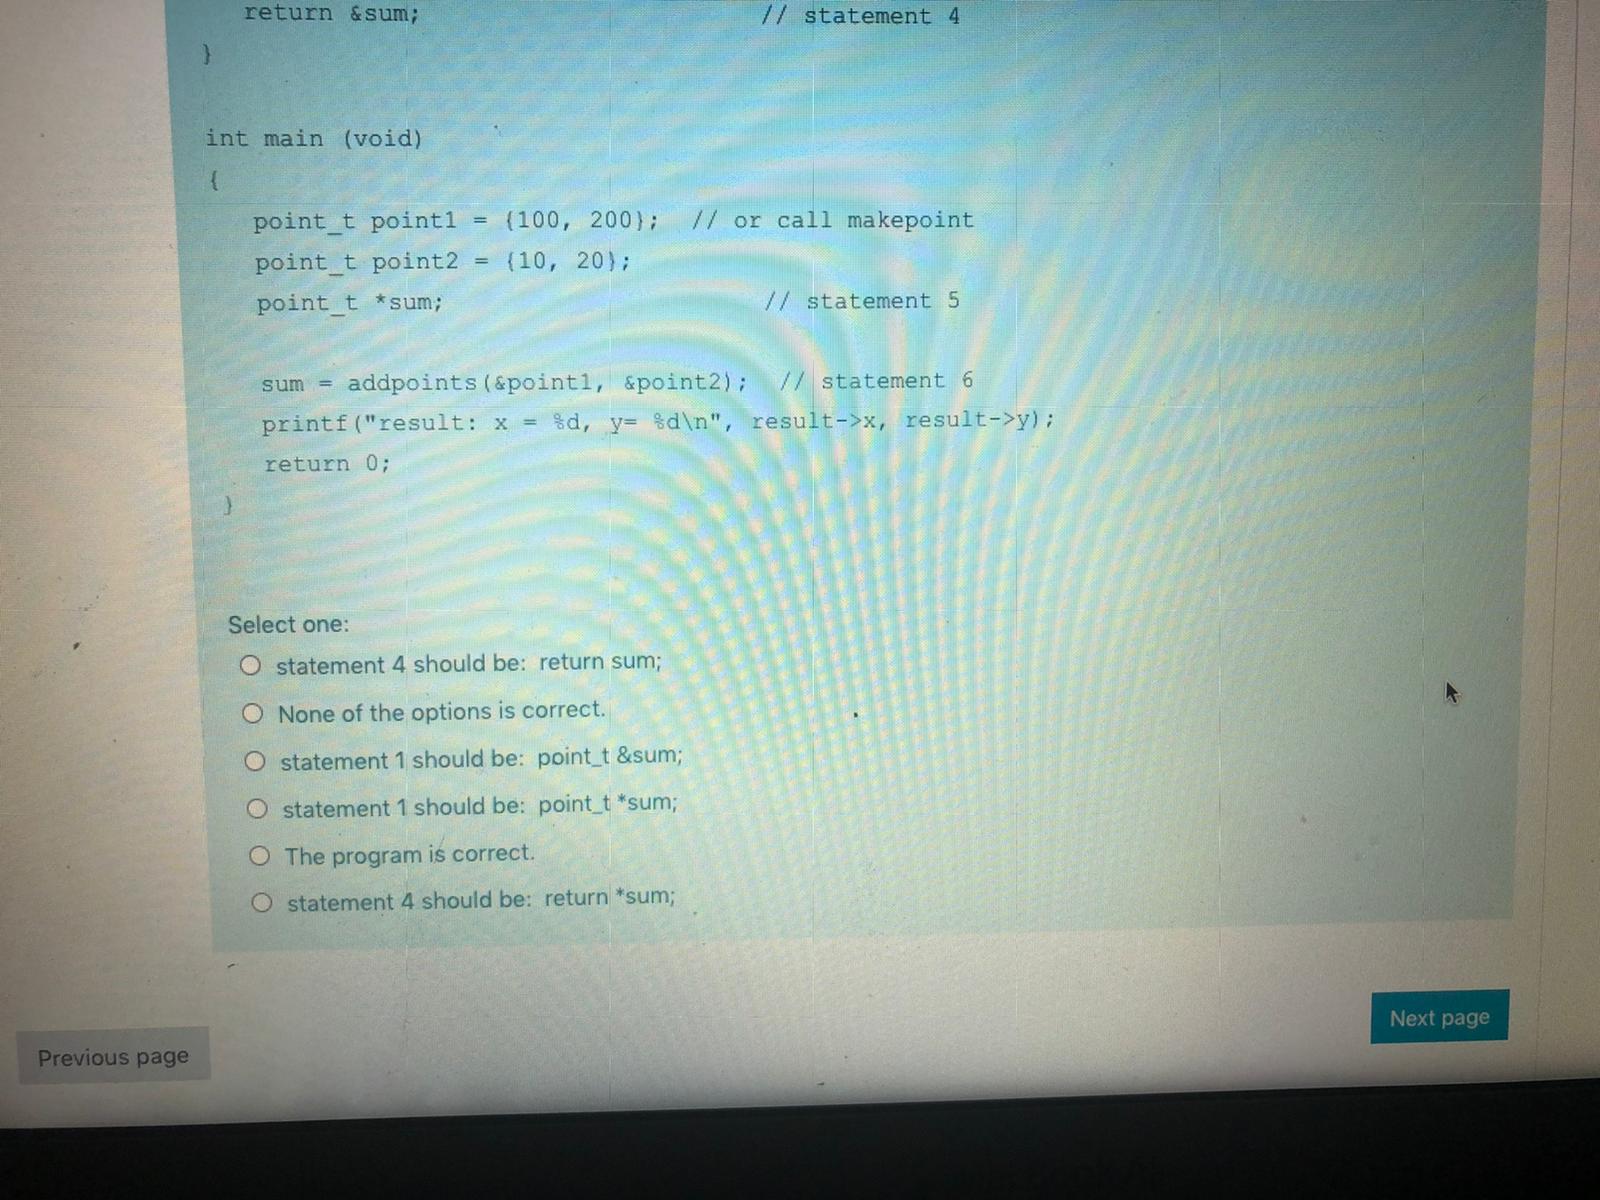 return &sum; // statement 4
}
int main (void)
{
point_t point1 = {100, 200}; // or call makepoint
point_t point2 = {10, 20};
point_t *sum; // statement 5
sum = addpoints(&point1, &point2); // statement 6
printf("result: x = %d, y= %d\n", result->x, result->y);
return 0;
}
Select one:
statement 4 should be: return sum;
None of the options is correct.
statement 1 should be: point_t &sum;
statement 1 should be: point_t *sum;
The program is correct.
statement 4 should be: return *sum;
Next page
Previous page